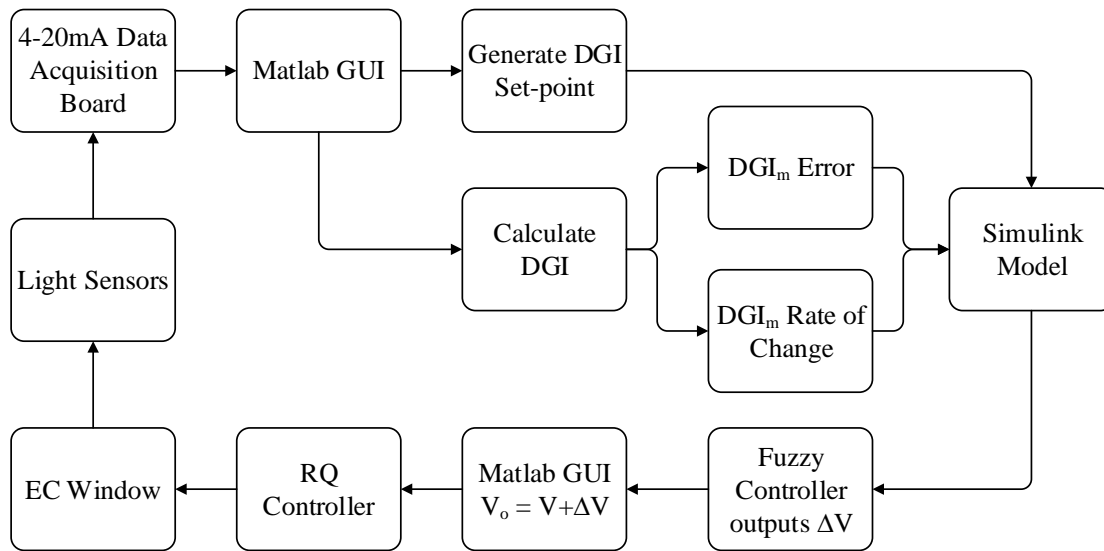 4-20mA Data
Acquisition
Board
Matlab GUI
Generate DGI
Set-point
DGIₘ Error
Light Sensors
Calculate
DGI
Simulink
Model
DGIₘ Rate of
Change
EC Window
RQ
Controller
Matlab GUI
Vₒ = V+ΔV
Fuzzy
Controller
outputs ΔV